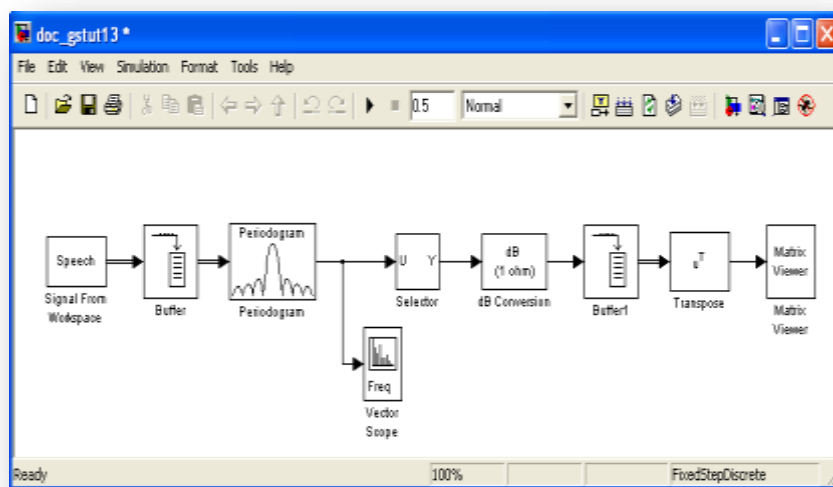 doc_gstut13 *
File Edit View Simulation Format Tools Help
0.5 Normal
Speech
Signal From
Workspace
Buffer
Periodogram
Periodogram
U Y
Selector
dB
(1 ohm)
dB Conversion
Buffer1
uT
Transpose
Matrix
Viewer
Matrix
Viewer
Freq
Vector
Scope
Ready 100% FixedStepDiscrete